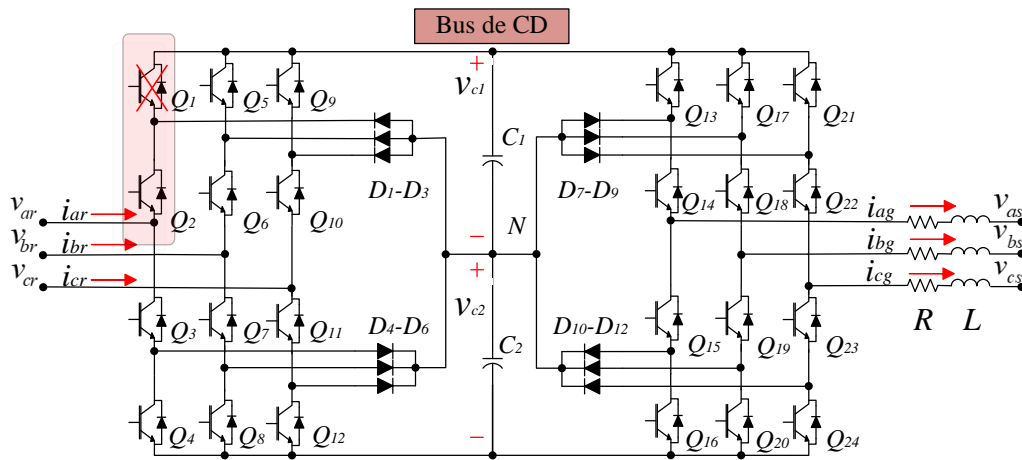 Bus de CD
+
Q1 Q5 Q9
vc1
C1
Q13 Q17 Q21
D1-D3
D7-D9
Q2 Q6 Q10
Q14 Q18 Q22
var iar
vbr ibr
vcr icr
−
N
+
iag vas
ibg vbs
icg vcs
R L
vc2
Q3 Q7 Q11
D4-D6
C2
D10-D12
Q15 Q19 Q23
Q4 Q8 Q12
−
Q16 Q20 Q24